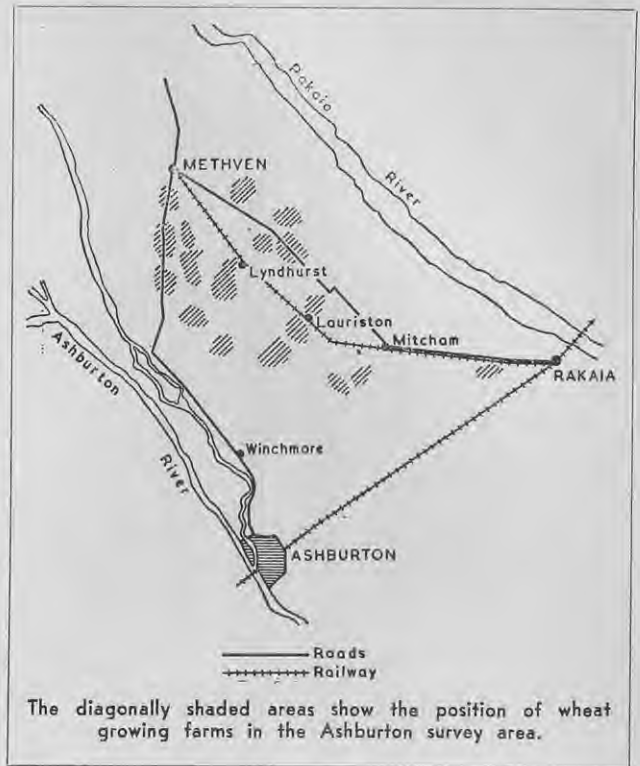 Rakaia
River
METHVEN
Lyndhurst
Lauriston
Mitcham
RAKAIA
Ashburton
River
Winchmore
ASHBURTON
Roads
Railway
The diagonally shaded areas show the position of wheat
growing farms in the Ashburton survey area.